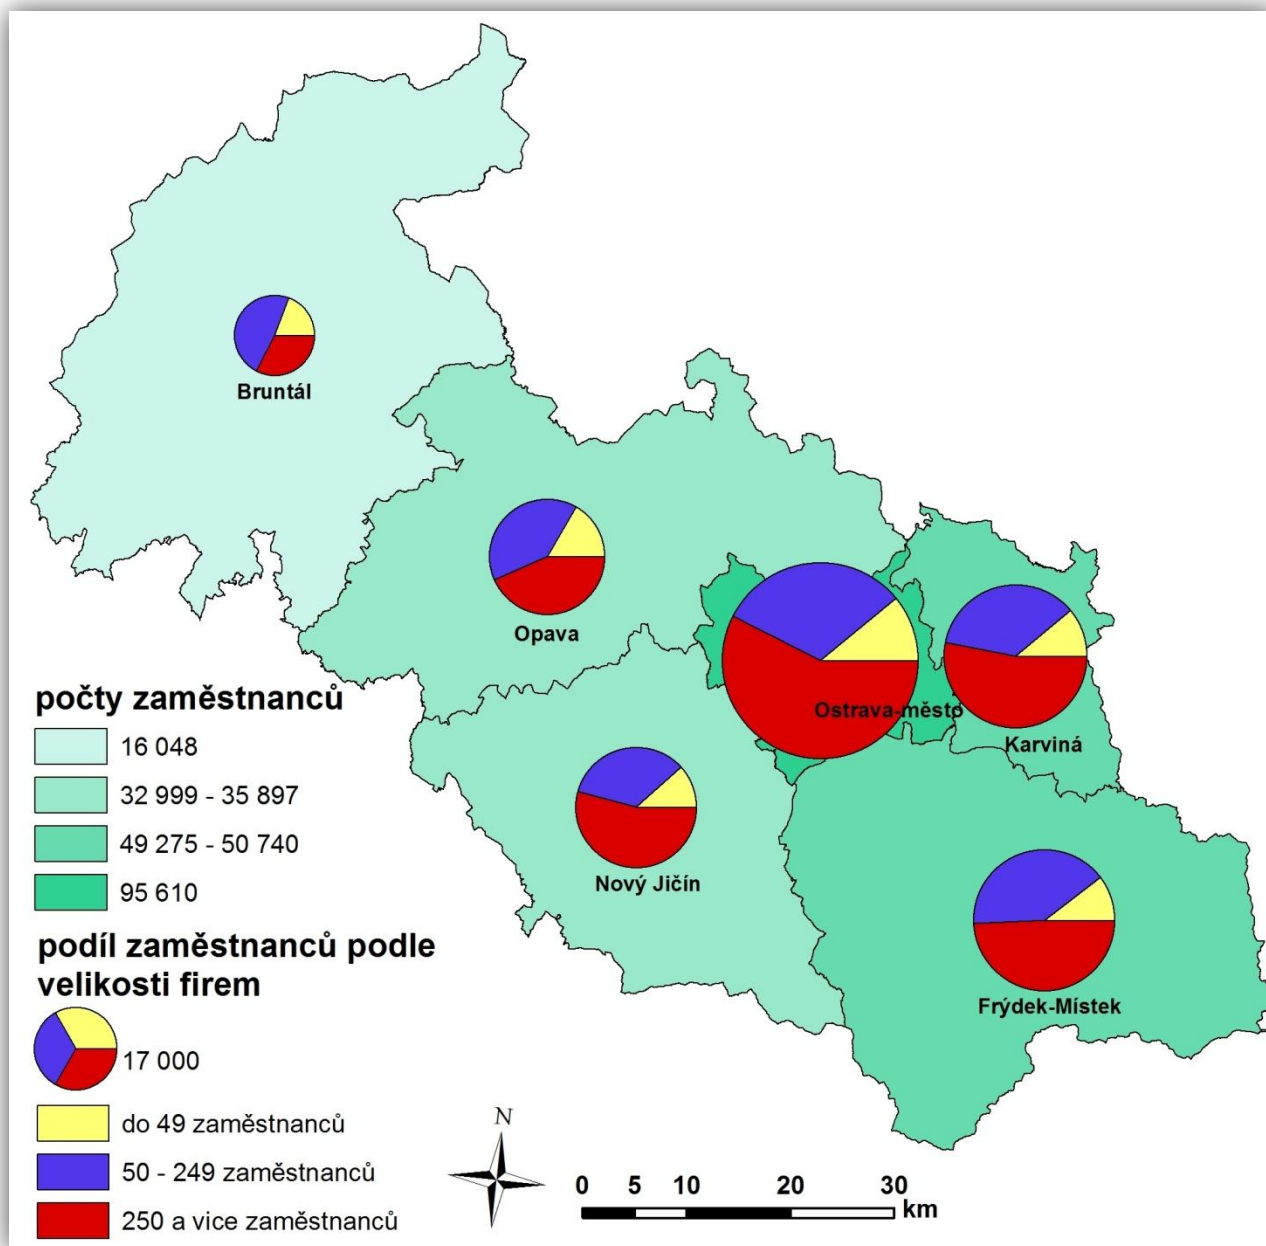 Bruntál
Opava
Ostrava-město
Karviná
Nový Jičín
Frýdek-Místek
počty zaměstnanců
16 048
32 999 - 35 897
49 275 - 50 740
95 610
podíl zaměstnanců podle
velikosti firem
17 000
do 49 zaměstnanců
50 - 249 zaměstnanců
250 a vice zaměstnanců
N
0 5 10 20 30
km